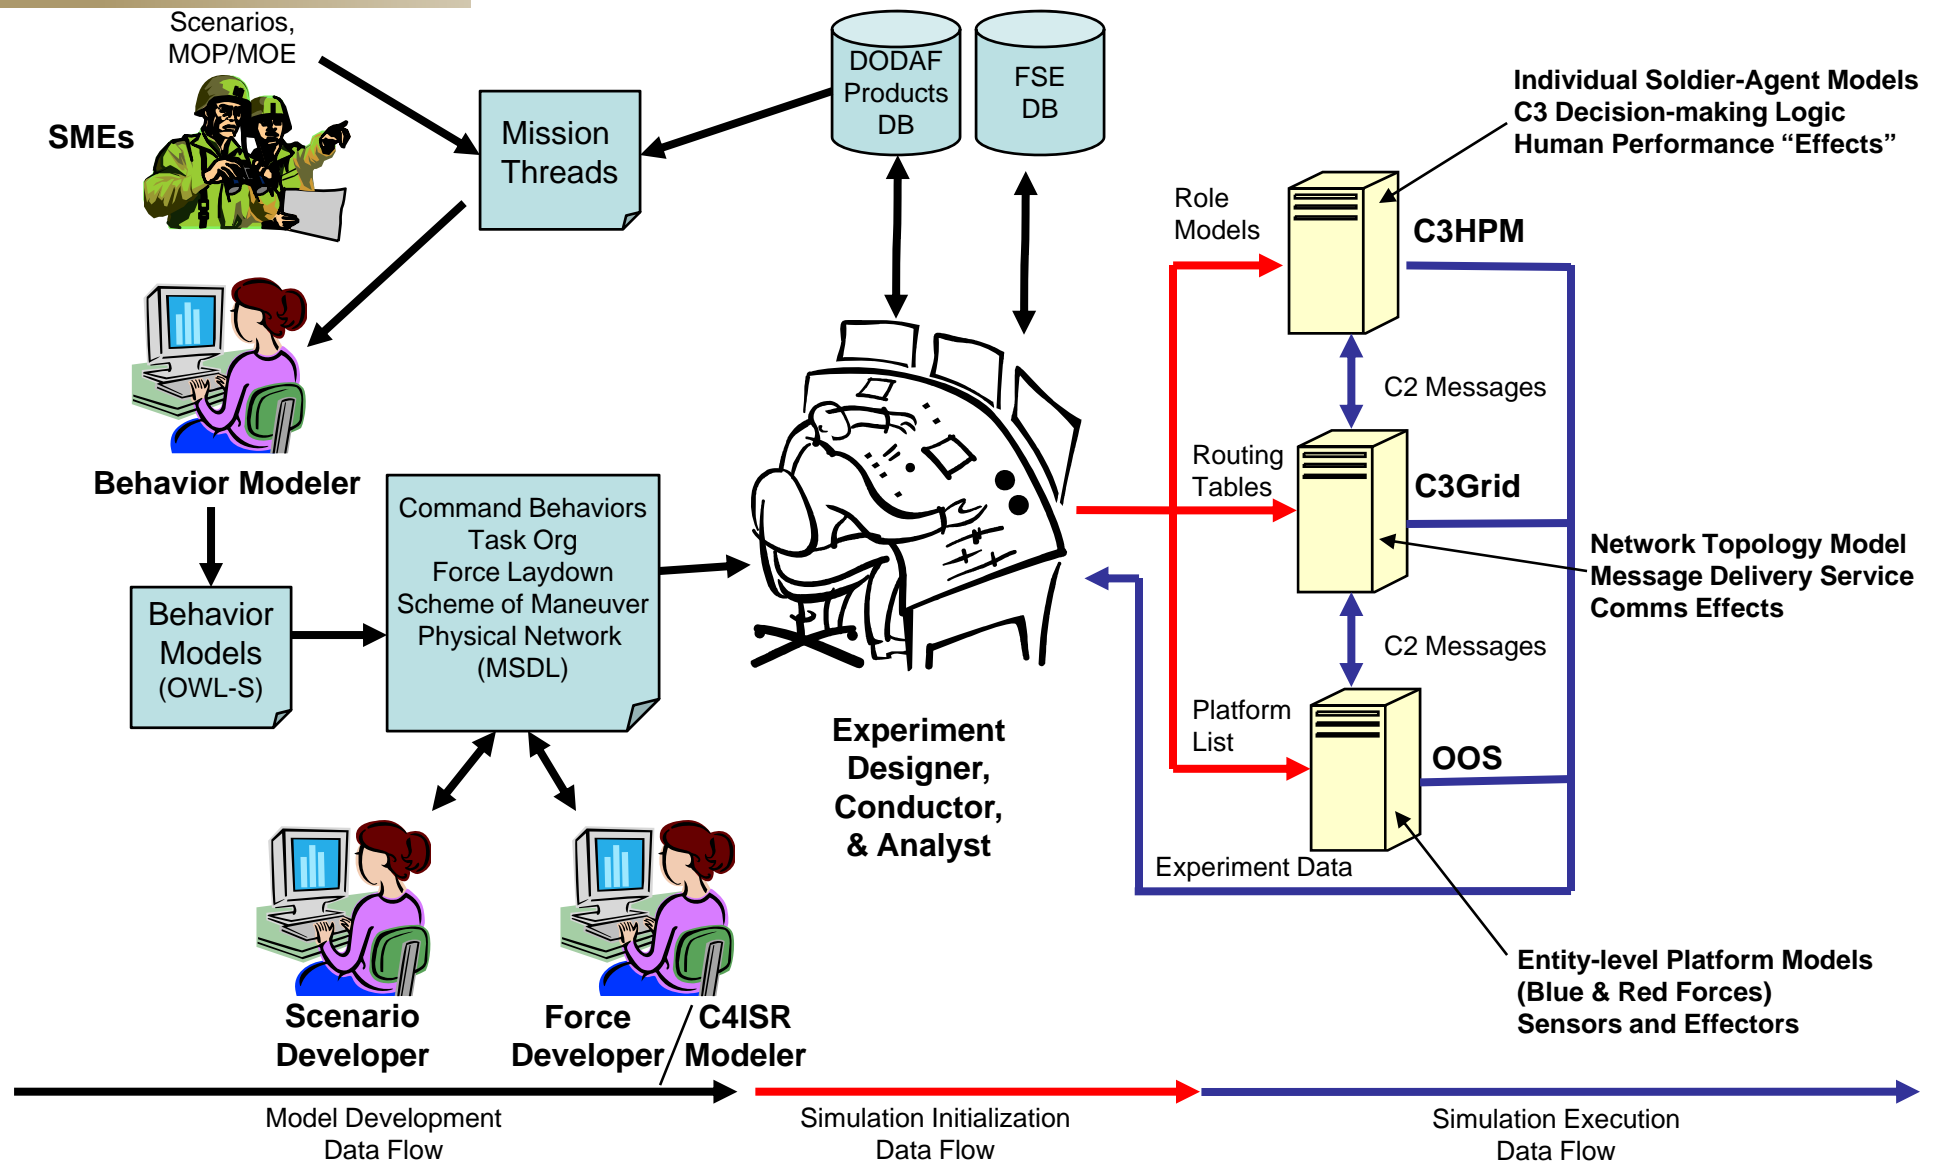 Scenarios,
MOP/MOE
SMEs
Mission
Threads
DODAF
Products
DB
FSE
DB
Individual Soldier-Agent Models
C3 Decision-making Logic
Human Performance “Effects”
Role
Models
C3HPM
C2 Messages
Behavior Modeler
Routing
Tables
C3Grid
Command Behaviors
Task Org
Force Laydown
Scheme of Maneuver
Physical Network
(MSDL)
Network Topology Model
Message Delivery Service
Comms Effects
Behavior
Models
(OWL-S)
C2 Messages
Platform
List
OOS
Experiment
Designer,
Conductor,
& Analyst
Experiment Data
Entity-level Platform Models
(Blue & Red Forces)
Sensors and Effectors
Scenario
Developer
Force
Developer
C4ISR
Modeler
Model Development
Data Flow
Simulation Initialization
Data Flow
Simulation Execution
Data Flow